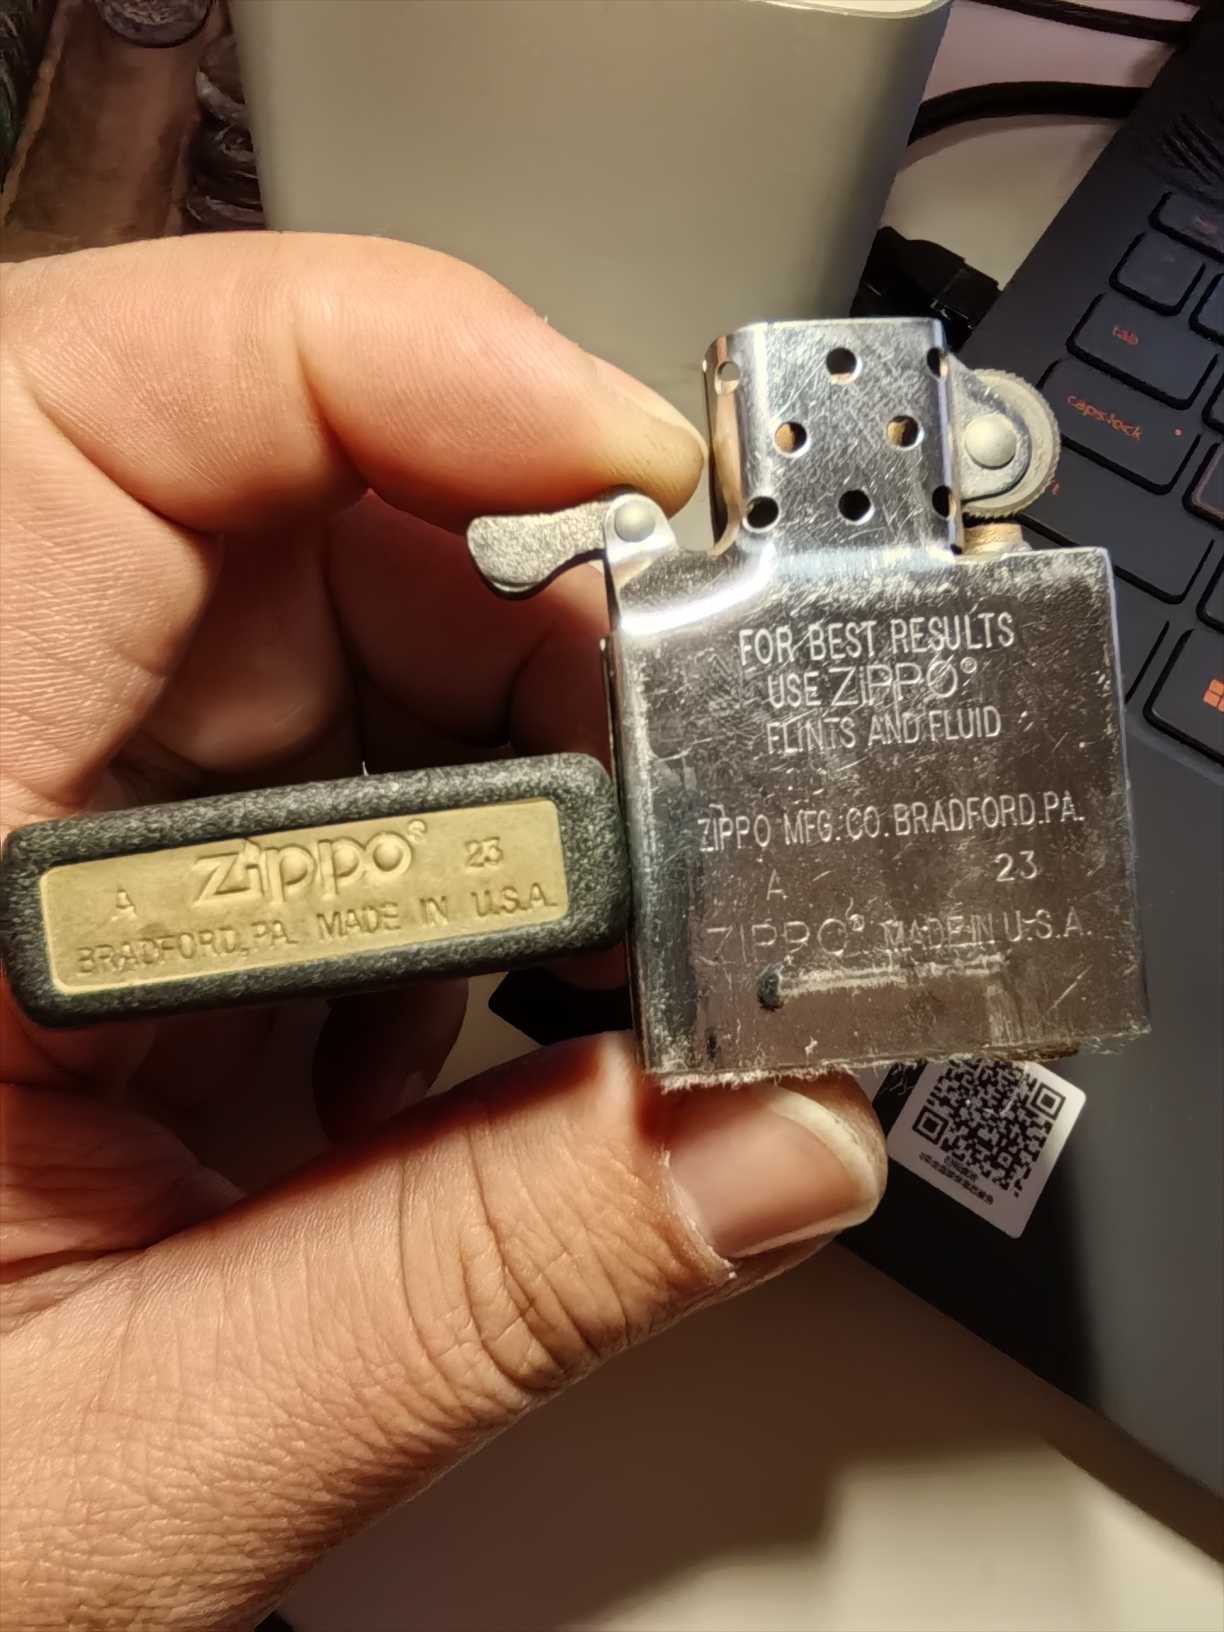 tab
caps lock
FOR BEST RESULTS
USE ZIPPO®
FLINTS AND FLUID
ZIPPO MFG. CO. BRADFORD. PA.
A 23
ZIPPO® MADE IN U.S.A.
A Zippo® 23
BRADFORD, PA. MADE IN U.S.A.